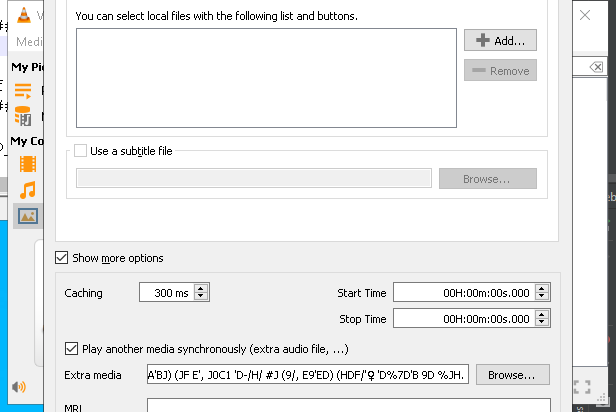 You can select local files with the following list and buttons.
Add...
Remove
Use a subtitle file
Browse...
Show more options
Caching
300 ms
Start Time
00H:00m:00s.000
Stop Time
00H:00m:00s.000
Play another media synchronously (extra audio file, ...)
Extra media
A'BJ) (JF E', J0C1 'D-/H/ #J (9/, E9'ED) (HDF/'♀ 'D%7D'B 9D %JH.
Browse...
MRL
Medi
My Pi
My Co